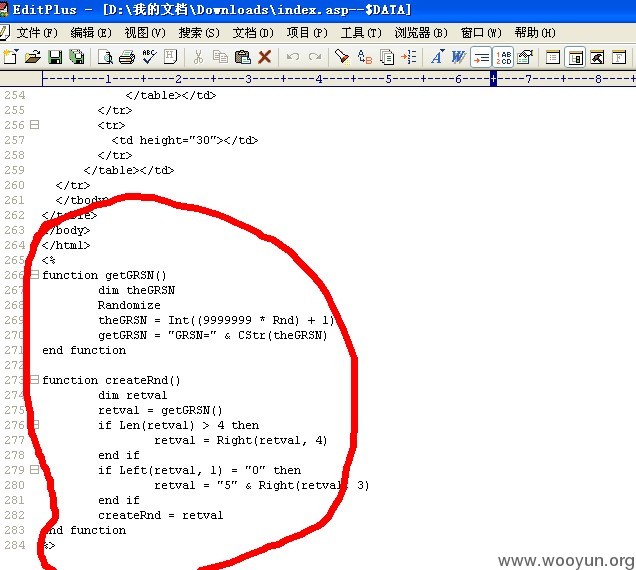 EditPlus - [D:\我的文档\Downloads\index.asp--$DATA]
文件(F) 编辑(E) 视图(V) 搜索(S) 文档(D) 项目(P) 工具(T) 浏览器(B) 窗口(W) 帮助(H)
----+----1----+----2----+----3----+----4----+----5----+----6----+----7----+----8----+
254 </table></td>
255 </tr>
256 <tr>
257 <td height="30"></td>
258 </tr>
259 </table></td>
260 </tr>
261 </tbody>
262 </table>
263 </body>
264 </html>
265 <%
266 function getGRSN()
267 dim theGRSN
268 Randomize
269 theGRSN = Int((9999999 * Rnd) + 1)
270 getGRSN = "GRSN=" & CStr(theGRSN)
271 end function
272
273 function createRnd()
274 dim retval
275 retval = getGRSN()
276 if Len(retval) > 4 then
277 retval = Right(retval, 4)
278 end if
279 if Left(retval, 1) = "0" then
280 retval = "5" & Right(retval, 3)
281 end if
282 createRnd = retval
283 end function
284 %>
www.wooyun.org